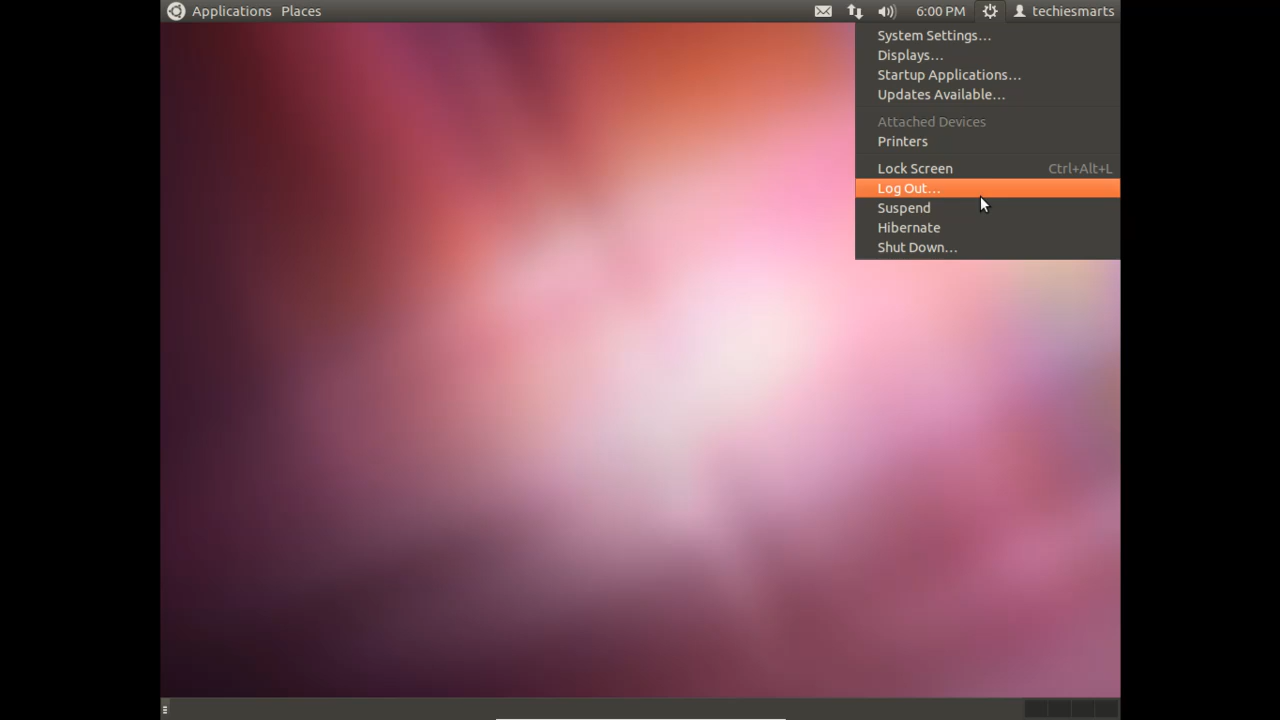 Applications Places 6:00 PM techiesmarts
System Settings…
Displays…
Startup Applications…
Updates Available…
Attached Devices
Printers
Lock Screen Ctrl+Alt+L
Log Out…
Suspend
Hibernate
Shut Down…